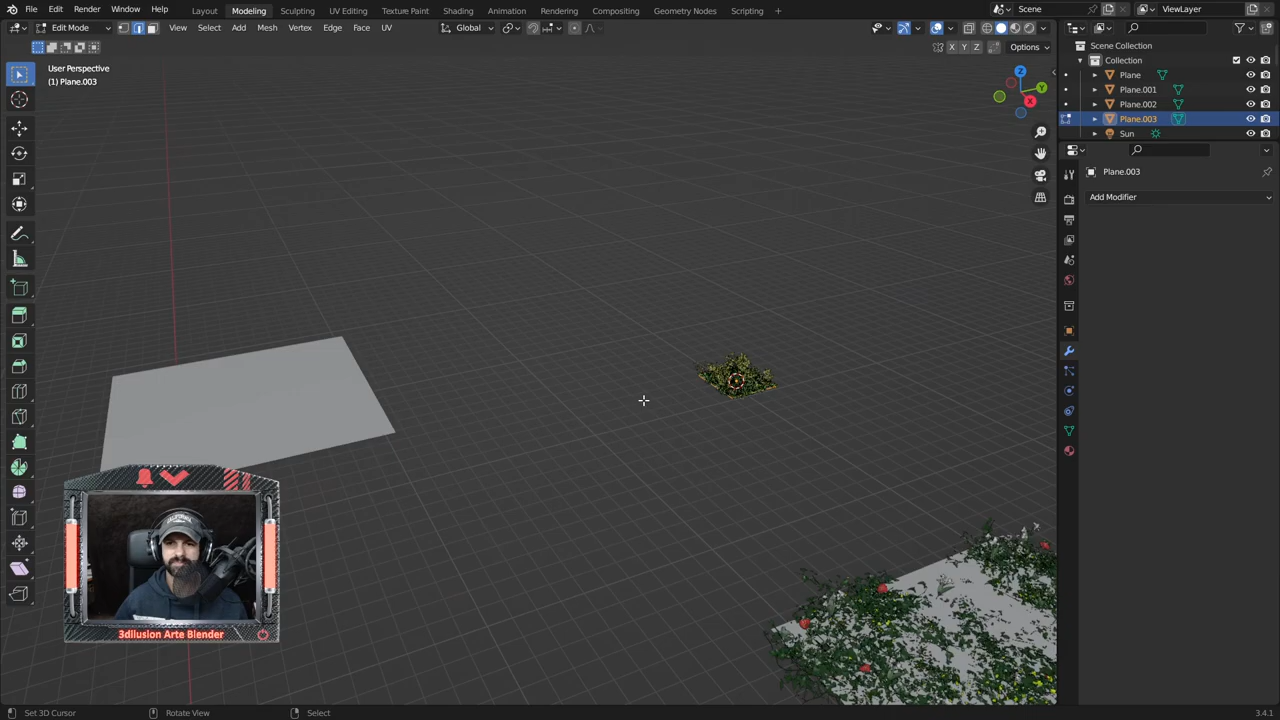 File Edit Render Window Help Layout Modeling Sculpting UV Editing Texture Paint Shading Animation Rendering Compositing Geometry Nodes Scripting + Scene ViewLayer
Edit Mode View Select Add Mesh Vertex Edge Face UV Global
X Y Z Options
User Perspective
(1) Plane.003
Z
Y
X
Scene Collection
Collection
Plane
Plane.001
Plane.002
Plane.003
Sun
Plane.003
Add Modifier
3dIlusion Arte Blender
Set 3D Cursor Rotate View Select 3.4.1